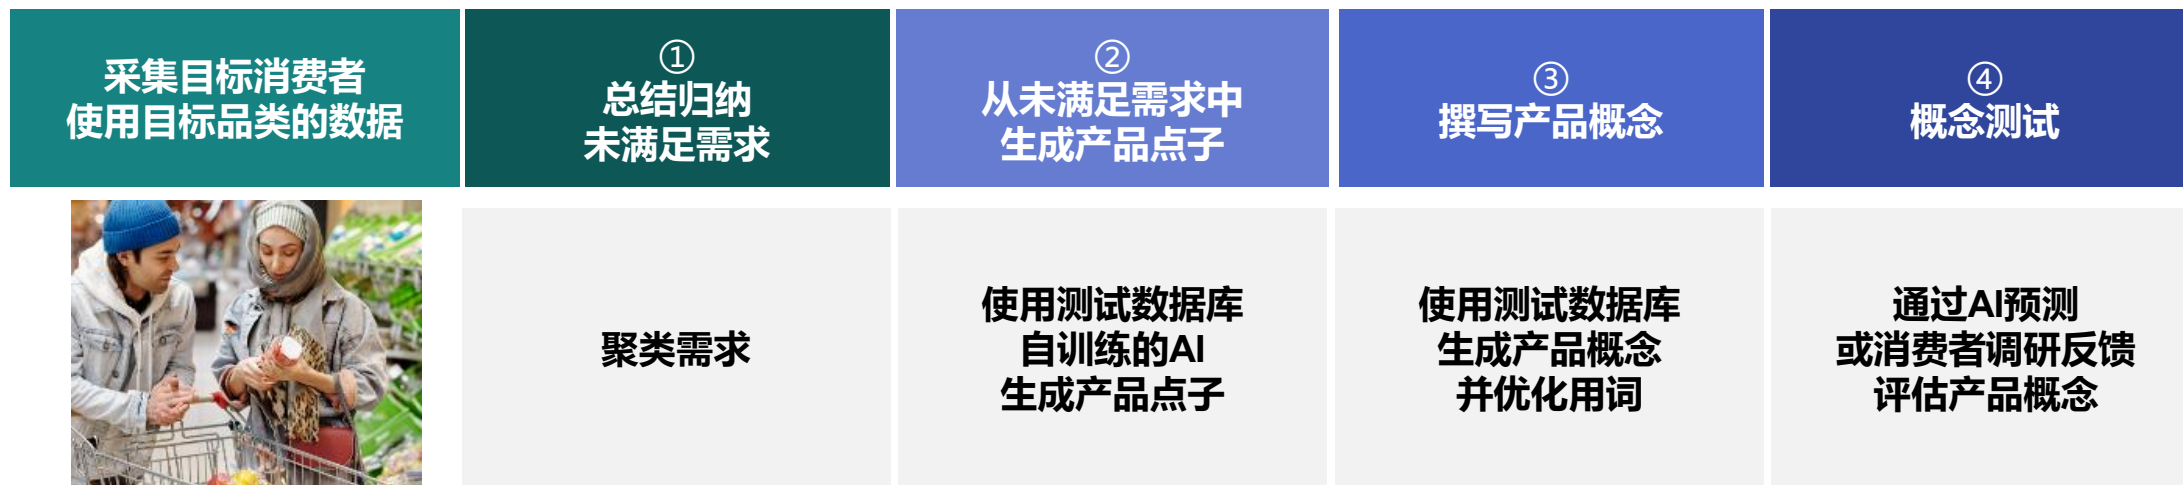 采集目标消费者
使用目标品类的数据
①
总结归纳
未满足需求
②
从未满足需求中
生成产品点子
③
撰写产品概念
④
概念测试
聚类需求
使用测试数据库
自训练的AI
生成产品点子
使用测试数据库
生成产品概念
并优化用词
通过AI预测
或消费者调研反馈
评估产品概念